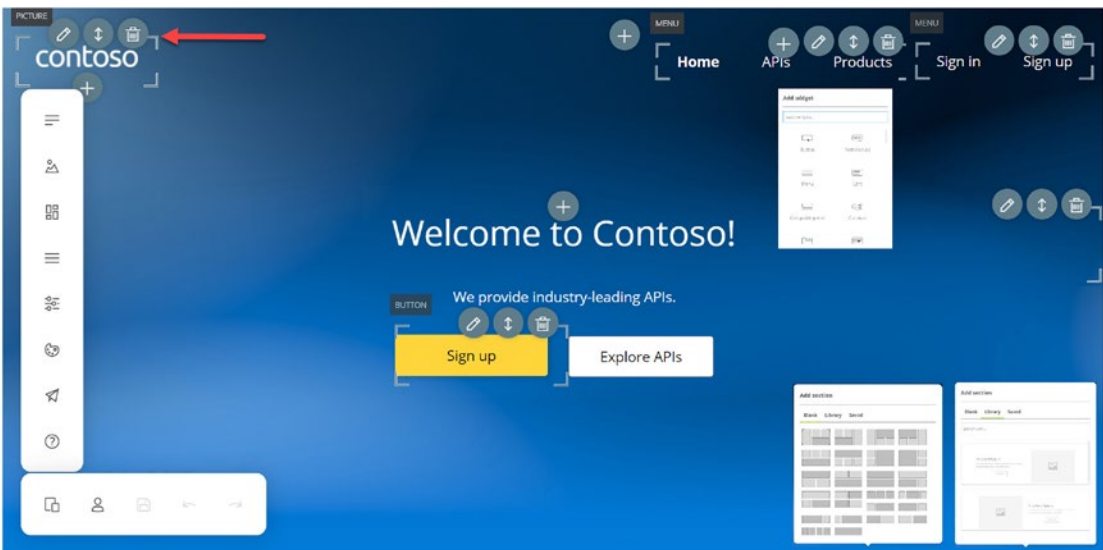 PICTURE
MENU
MENU
contoso
Home
APIs
Products
Sign in
Sign up
Add widget
Welcome to Contoso!
We provide industry-leading APIs.
BUTTON
Sign up
Explore APIs
Add section
Blank Library Saved
Add section
Blank Library Saved